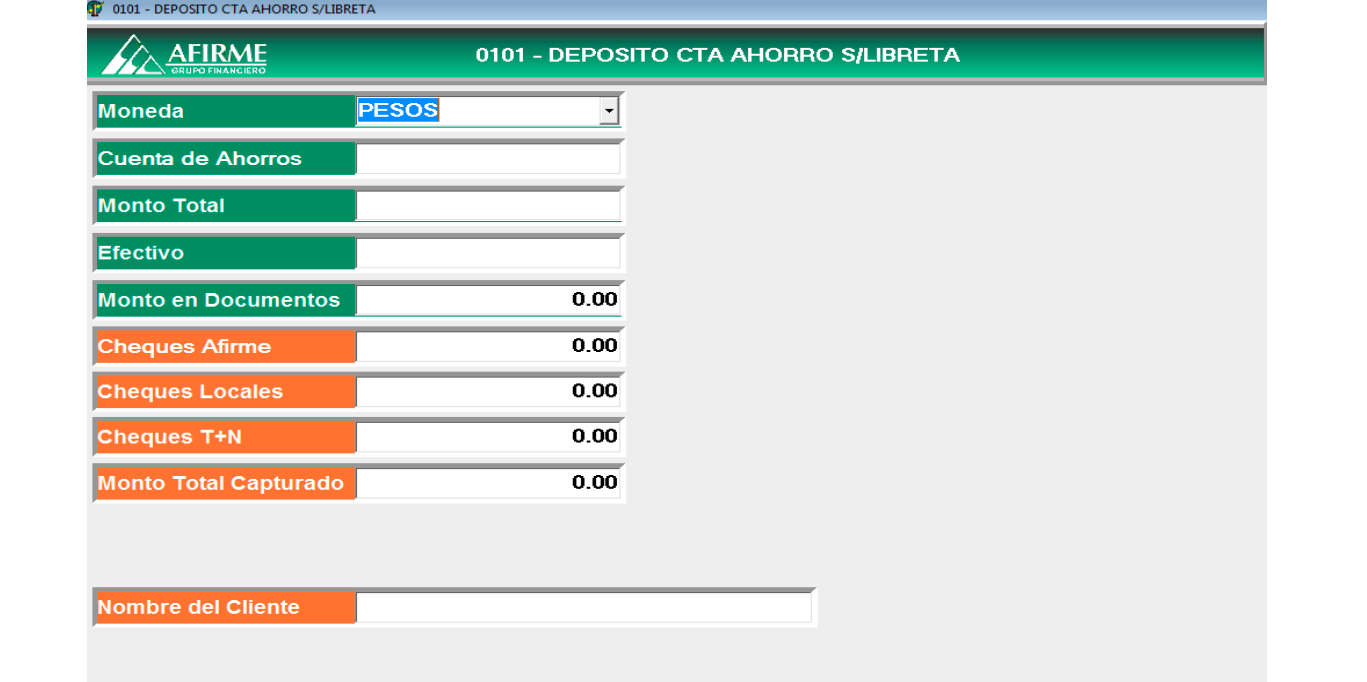 0101 - DEPOSITO CTA AHORRO S/LIBRETA
AFIRME
GRUPO FINANCIERO
0101 - DEPOSITO CTA AHORRO S/LIBRETA
Moneda PESOS
Cuenta de Ahorros
Monto Total
Efectivo
Monto en Documentos 0.00
Cheques Afirme 0.00
Cheques Locales 0.00
Cheques T+N 0.00
Monto Total Capturado 0.00
Nombre del Cliente